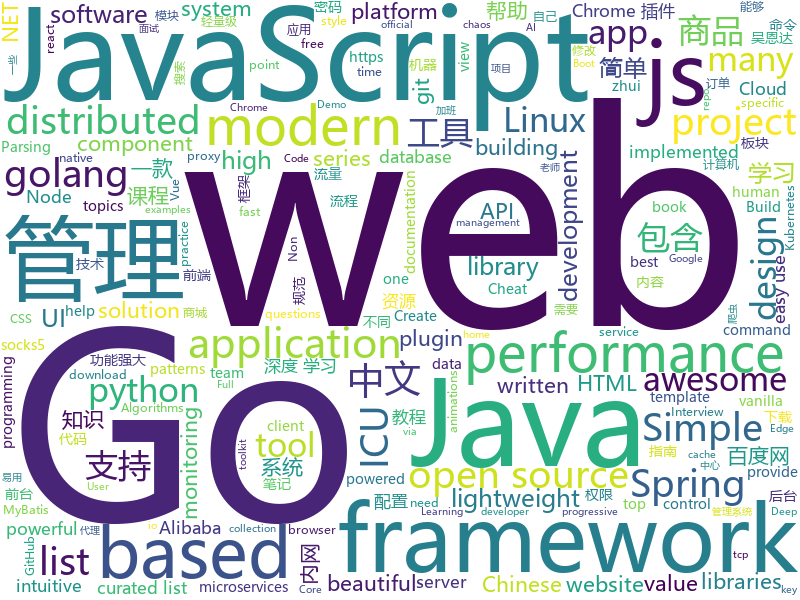 NET
一些
react
轻量级
software
模块
面试
style
system
应用
free
搜索
密码
chaos
official
point
https
time
platform
机器
帮助
AI
Chrome 插件
自己
修改
Boot
项目
能够
命令
吴恩达
JavaScript
js
app
商品
简单
many
git
view
Cloud
订单
repo
specific
zhui
distributed
modern
工具
Linux
project
Parsing
component
high
series
database
building
implemented
板块
golang
一款
native
proxy
Chrome
Demo
加班
Code
老师
计算机
学习
human
Build
Kubernetes
Node
课程
Vue
框架
流量
topics
fast
examples
流程
documentation
API
management
development
包含
book
best
Google
design
easy use
管理
web
技术
前端
practice
Non
规范
library
Cheat
内容
爬虫
help
solution
商城
questions
UI
资源
one
不同
Create
需要
service
command
CSS
socks5
application
plugin
performance
功能强大
patterns
深度 学习
中文
data
home
download
team
Full
written
HTML
awesome
template
vanilla
programming
python
Java
Algorithms
monitoring
client
ICU
教程
animations
Interview
Learning
下载
Edge
知识
代码
tool
Simple
指南
支持
系统
笔记
toolkit
powered
via
open source
Spring
百度网
cache
中心
provide
前台
MyBatis
Go
配置
need
lightweight
权限
top
control
后台
易用
powerful
User
代理
Alibaba
collection
framework
developer
progressive
管理系统
Deep
GitHub
list
based
browser
内网
server
Chinese
website
value
libraries
intuitive
io
curated list
microservices
Core
beautiful
tcp
key